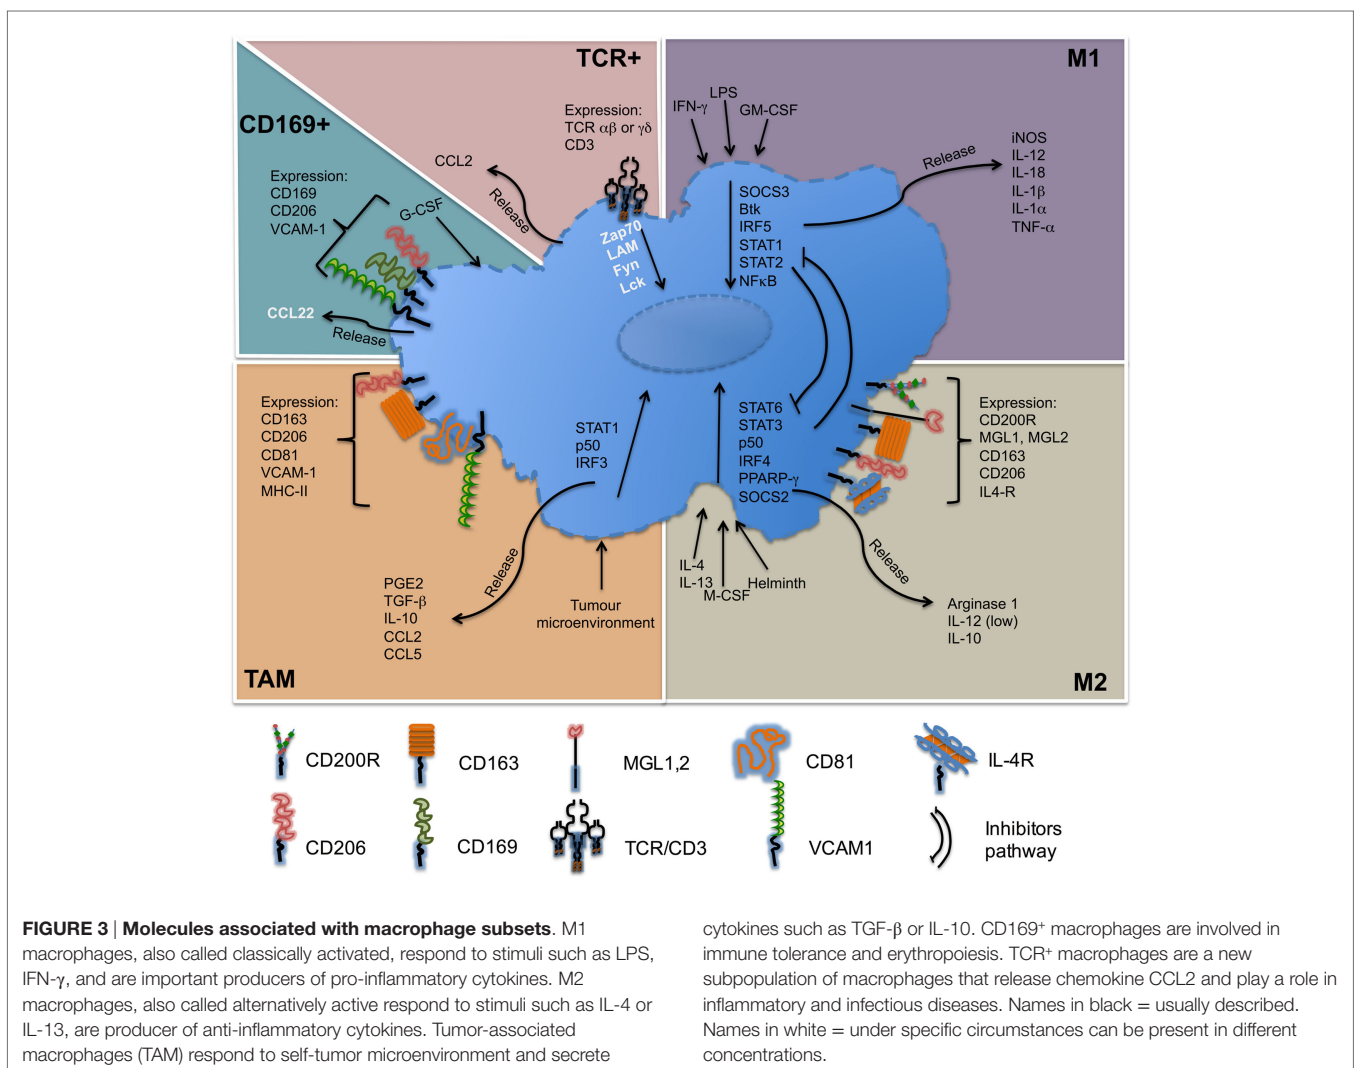 TCR+
M1
CD169+
Expression:
TCR αβ or γδ
CD3
CCL2
Release
Expression:
CD169
CD206
VCAM-1
G-CSF
CCL22
Release
Zap70
LAM
Fyn
Lck
IFN-γ
LPS
GM-CSF
SOCS3
Btk
IRF5
STAT1
STAT2
NFκB
Release
iNOS
IL-12
IL-18
IL-1β
IL-1α
TNF-α
Expression:
CD163
CD206
CD81
VCAM-1
MHC-II
STAT1
p50
IRF3
Release
PGE2
TGF-β
IL-10
CCL2
CCL5
Tumour
microenvironment
TAM
STAT6
STAT3
p50
IRF4
PPARP-γ
SOCS2
Expression:
CD200R
MGL1, MGL2
CD163
CD206
IL4-R
IL-4
IL-13
M-CSF
Helminth
Release
Arginase 1
IL-12 (low)
IL-10
M2
CD200R
CD163
MGL1,2
CD81
IL-4R
CD206
CD169
TCR/CD3
VCAM1
Inhibitors
pathway
FIGURE 3 | Molecules associated with macrophage subsets. M1
macrophages, also called classically activated, respond to stimuli such as LPS,
IFN-γ, and are important producers of pro-inflammatory cytokines. M2
macrophages, also called alternatively active respond to stimuli such as IL-4 or
IL-13, are producer of anti-inflammatory cytokines. Tumor-associated
macrophages (TAM) respond to self-tumor microenvironment and secrete
cytokines such as TGF-β or IL-10. CD169⁺ macrophages are involved in
immune tolerance and erythropoiesis. TCR⁺ macrophages are a new
subpopulation of macrophages that release chemokine CCL2 and play a role in
inflammatory and infectious diseases. Names in black = usually described.
Names in white = under specific circumstances can be present in different
concentrations.